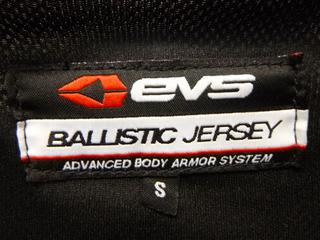 EVS
BALLISTIC JERSEY
ADVANCED BODY ARMOR SYSTEM
S